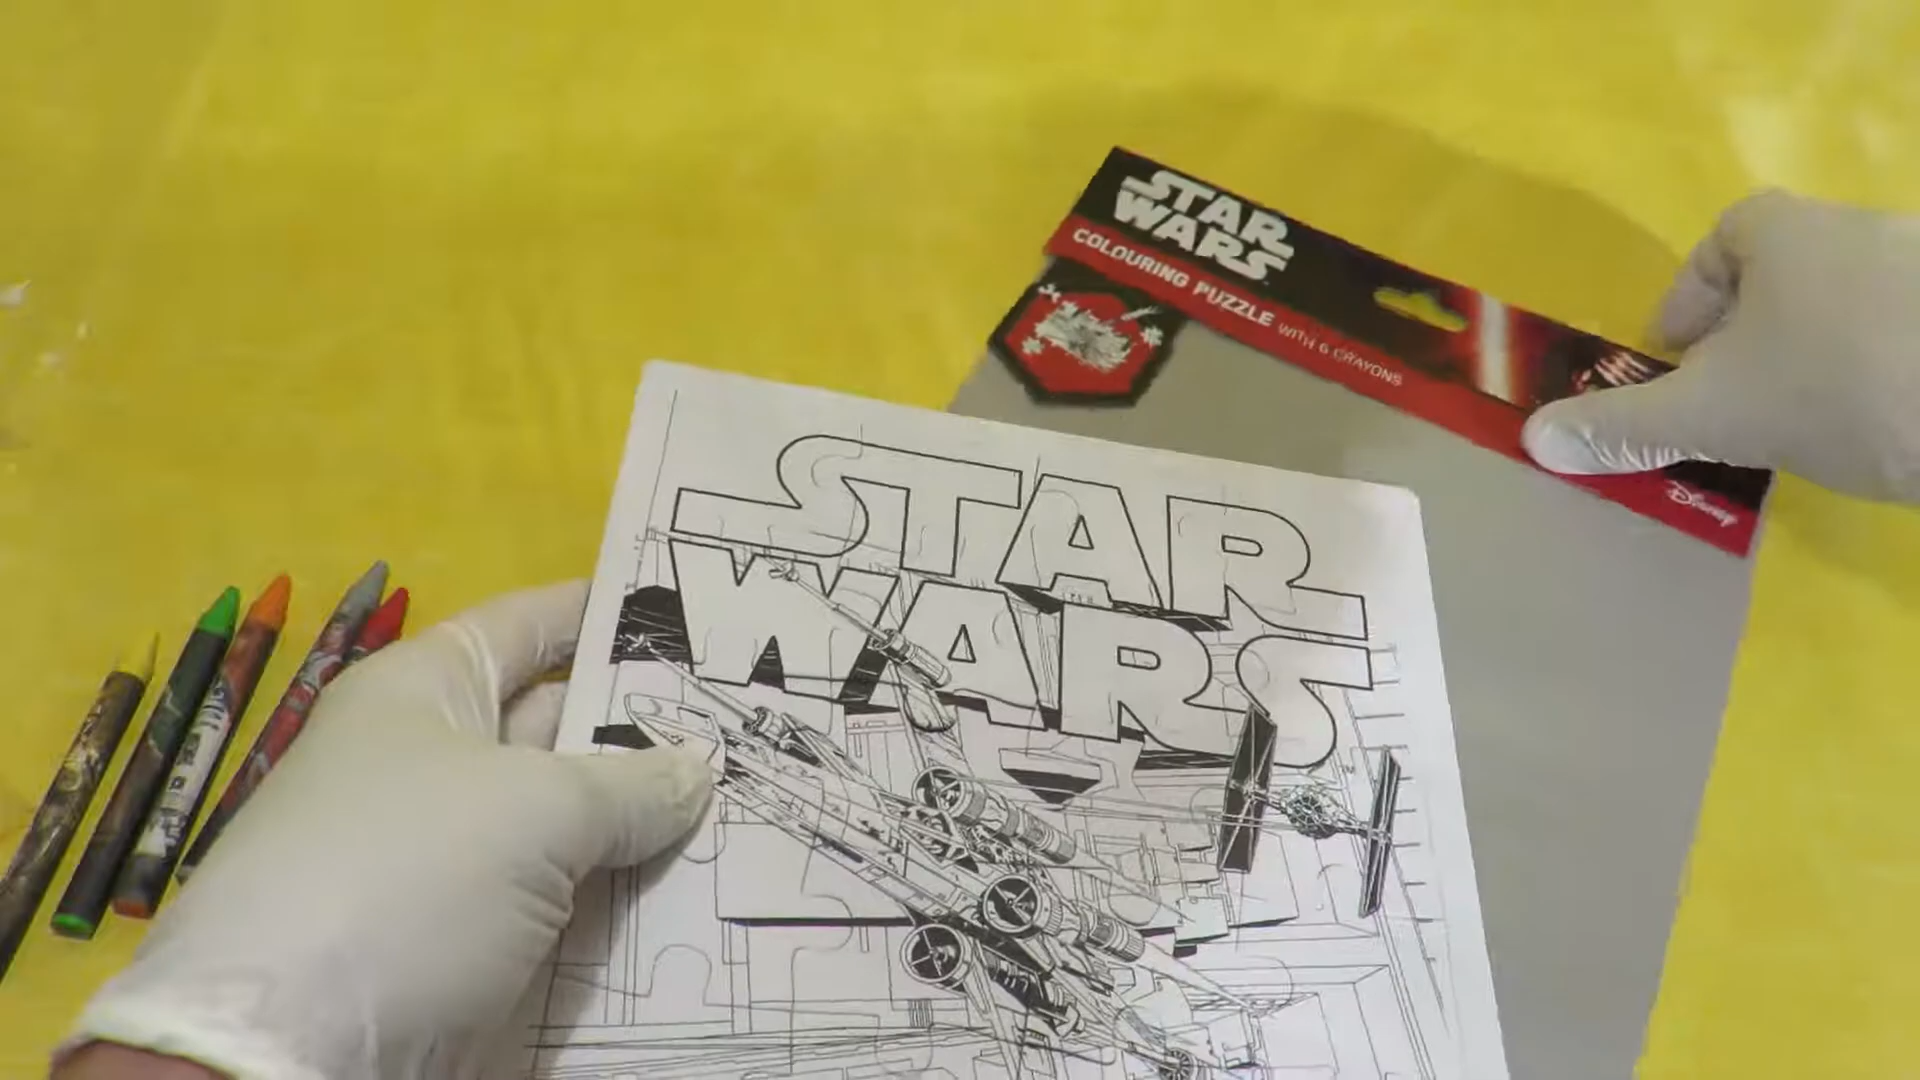 STAR
WARS
COLOURING PUZZLE WITH 6 CRAYONS
Disney
STAR
WARS